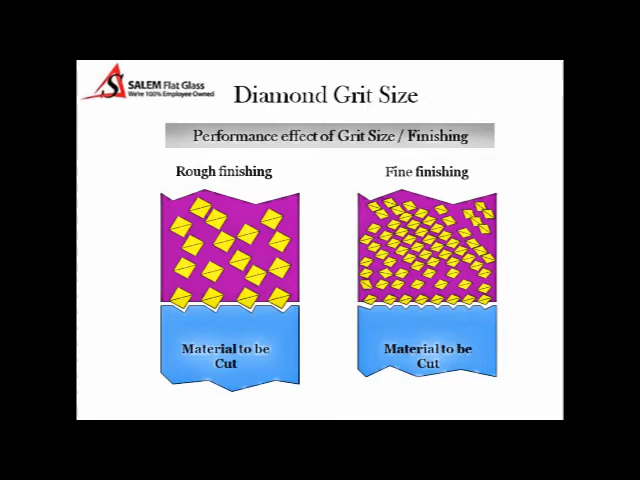 SALEM Flat Glass
We're 100% Employee Owned
Diamond Grit Size
Performance effect of Grit Size / Finishing
Rough finishing
Fine finishing
Material to be
Cut
Material to be
Cut